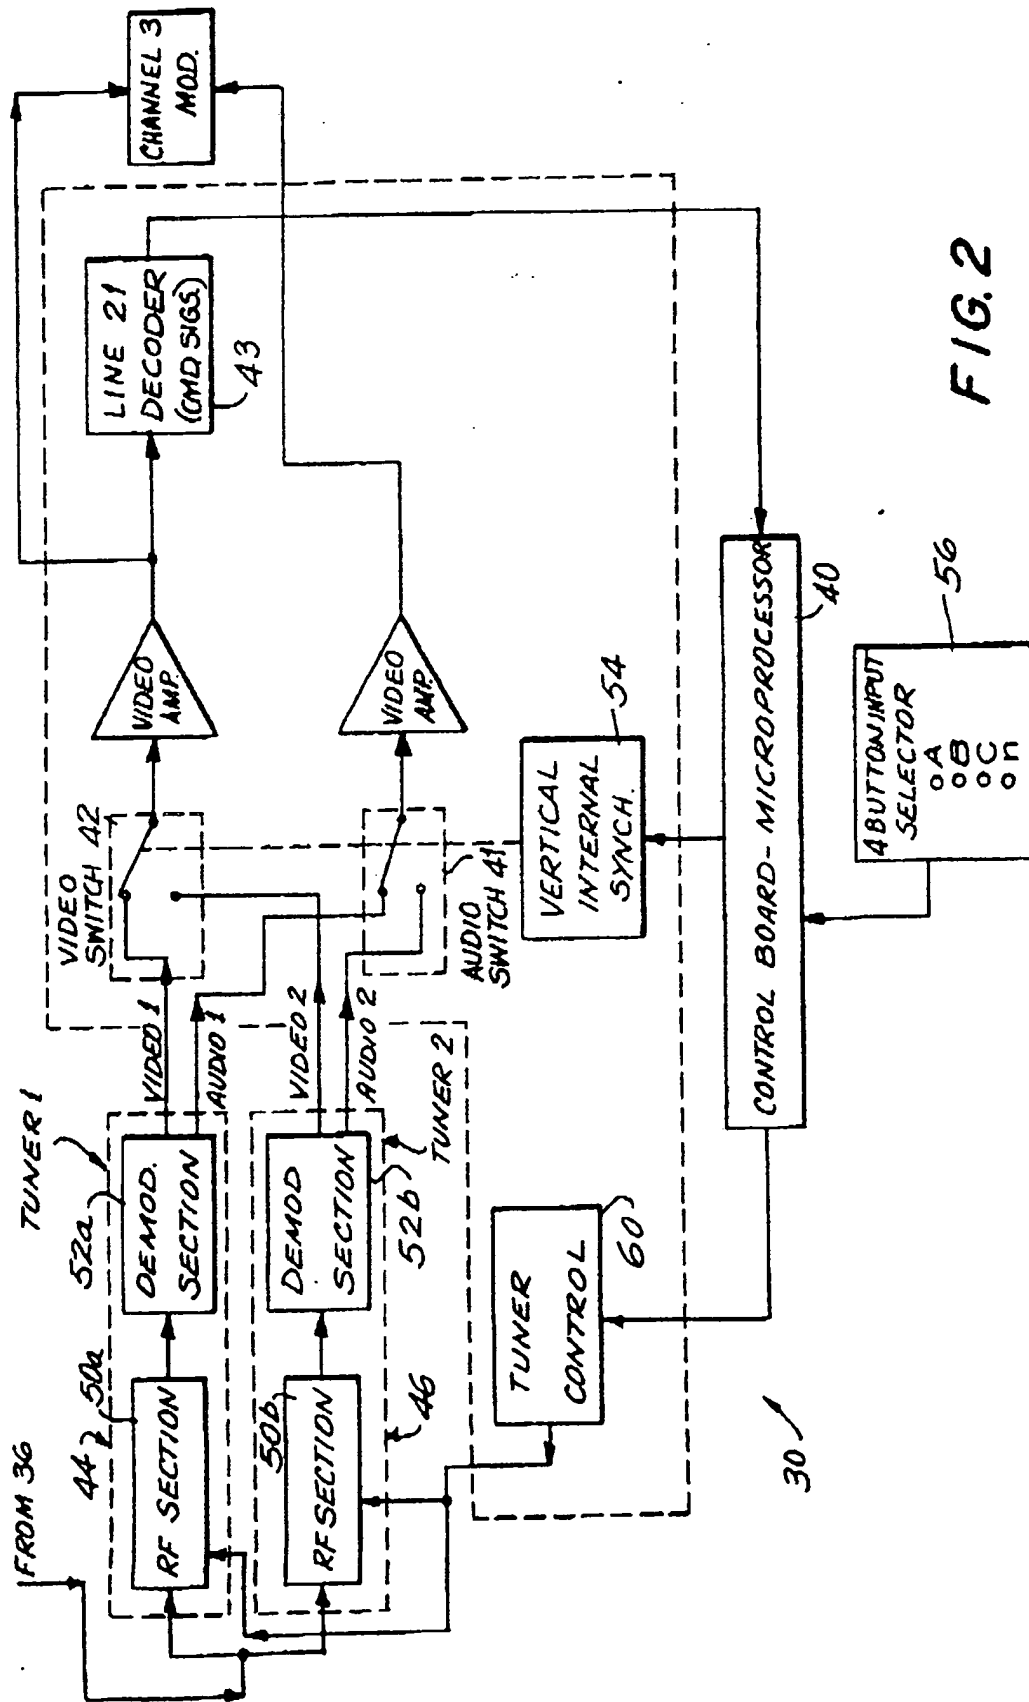 FROM 36
TUNER 1
44
50a
RF SECTION
52a
DEMOD.
SECTION
VIDEO 1
AUDIO 1
50b
RF SECTION
46
DEMOD
SECTION
52b
TUNER 2
VIDEO 2
AUDIO 2
VIDEO
SWITCH 42
AUDIO
SWITCH 41
VIDEO
AMP.
VIDEO
AMP.
LINE 21
DECODER
(CMD. SIGS.)
43
CHANNEL 3
MOD.
VERTICAL
INTERNAL
SYNCH.
54
TUNER
CONTROL
60
CONTROL BOARD-MICROPROCESSOR
40
4 BUTTON INPUT
SELECTOR
A
B
C
n
56
30
FIG. 2